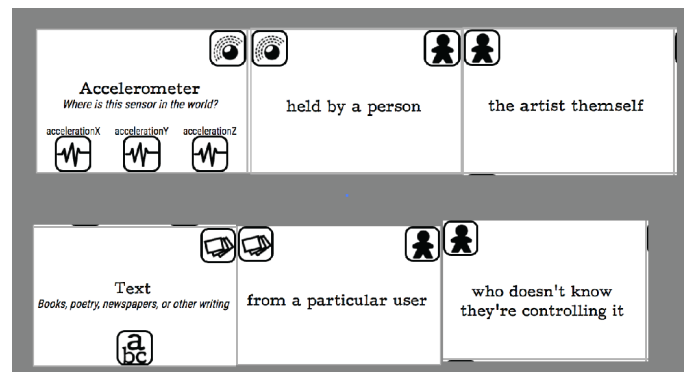 Accelerometer
Where is this sensor in the world?
accelerationX accelerationY accelerationZ
held by a person
the artist themself
Text
Books, poetry, newspapers, or other writing
a
bc
from a particular user
who doesn't know
they're controlling it